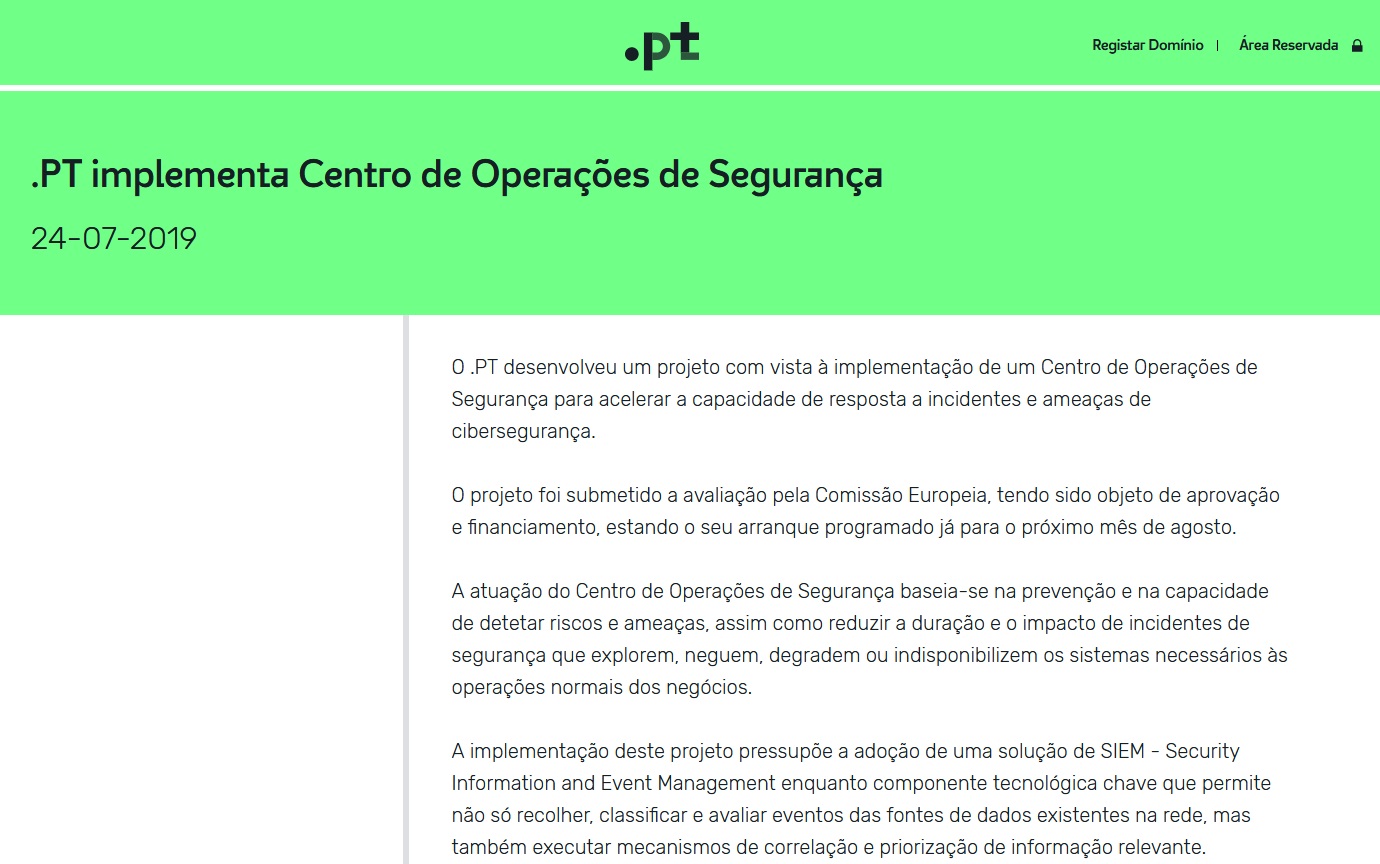 .pt
Registar Domínio | Área Reservada
.PT implementa Centro de Operações de Segurança
24-07-2019
O .PT desenvolveu um projeto com vista à implementação de um Centro de Operações de
Segurança para acelerar a capacidade de resposta a incidentes e ameaças de
cibersegurança.
O projeto foi submetido a avaliação pela Comissão Europeia, tendo sido objeto de aprovação
e financiamento, estando o seu arranque programado já para o próximo mês de agosto.
A atuação do Centro de Operações de Segurança baseia-se na prevenção e na capacidade
de detetar riscos e ameaças, assim como reduzir a duração e o impacto de incidentes de
segurança que explorem, neguem, degradem ou indisponibilizem os sistemas necessários às
operações normais dos negócios.
A implementação deste projeto pressupõe a adoção de uma solução de SIEM - Security
Information and Event Management enquanto componente tecnológica chave que permite
não só recolher, classificar e avaliar eventos das fontes de dados existentes na rede, mas
também executar mecanismos de correlação e priorização de informação relevante.